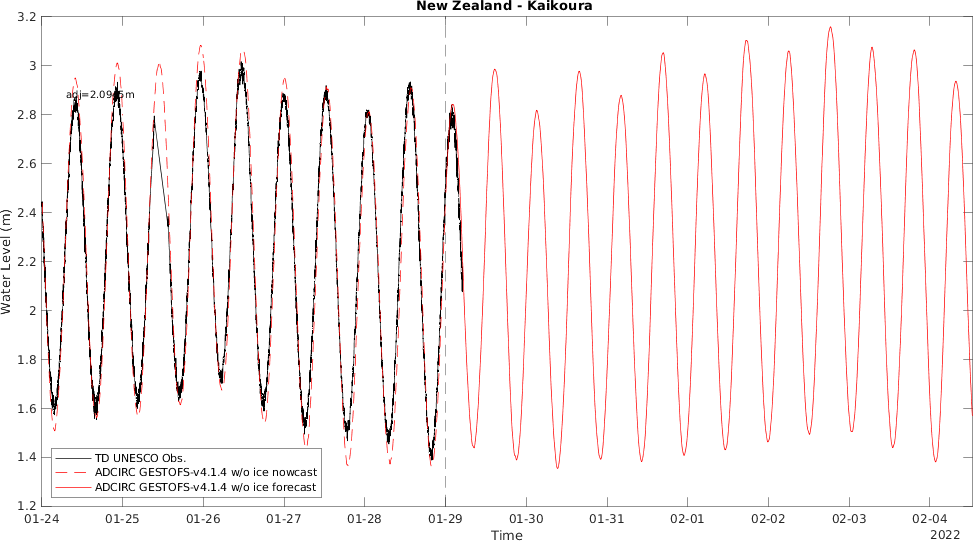 New Zealand - Kaikoura
3.2
3
2.8
2.6
2.4
2.2
2
1.8
1.6
1.4
1.2
Water Level (m)
TD UNESCO Obs.
ADCIRC GESTOFS-v4.1.4 w/o ice nowcast
ADCIRC GESTOFS-v4.1.4 w/o ice forecast
01-24 01-25 01-26 01-27 01-28 01-29 01-30 01-31 02-01 02-02 02-03 02-04
Time
2022